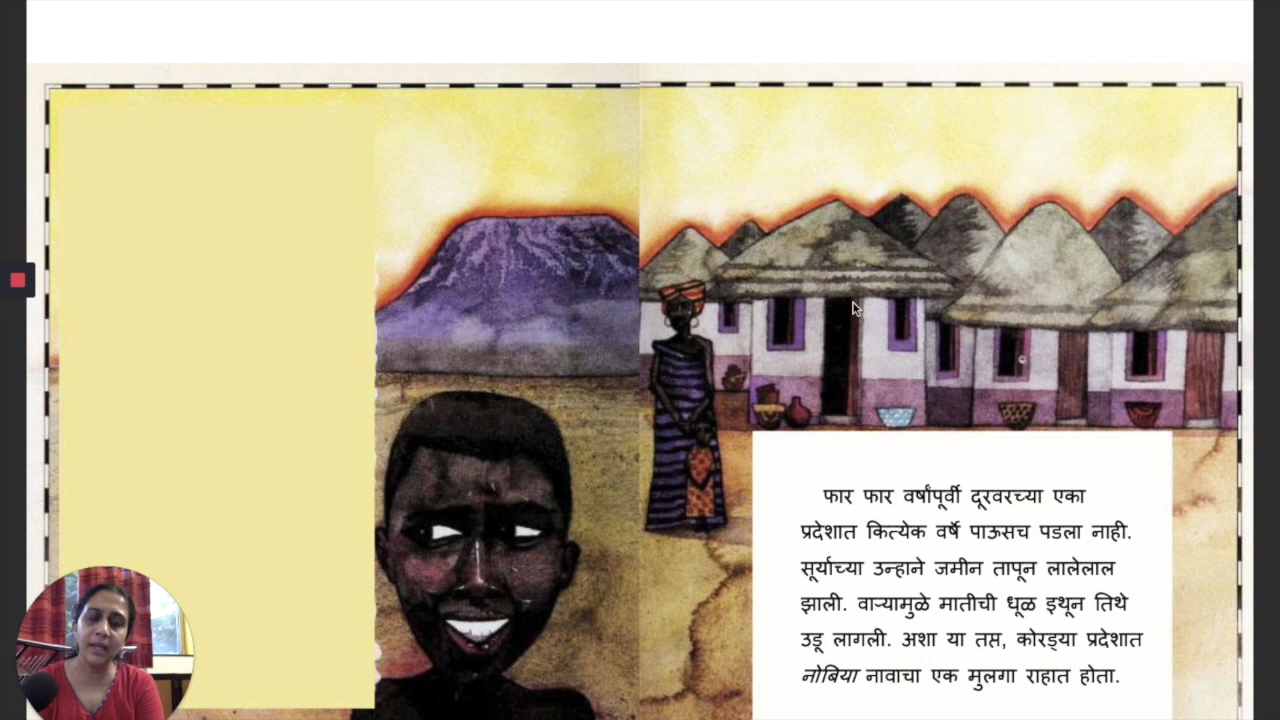 फार फार वर्षांपूर्वी दूरवरच्या एका
प्रदेशात कित्येक वर्षे पाऊसच पडला नाही.
सूर्याच्या उन्हाने जमीन तापून लालेलाल
झाली. वाऱ्यामुळे मातीची धूळ इथून तिथे
उडू लागली. अशा या तप्त, कोरड्या प्रदेशात
नोबिया नावाचा एक मुलगा राहात होता.